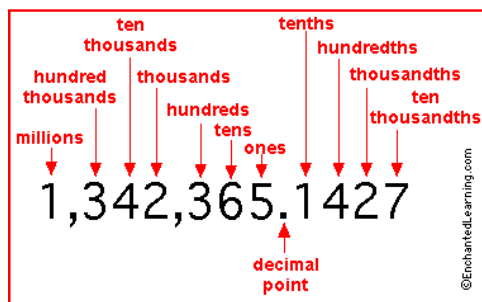 ten
thousands
tenths
hundredths
hundred
thousands
thousands
thousandths
ten
thousandths
hundreds
tens
ones
millions
1,342,365.1427
decimal
point
©EnchantedLearning.com